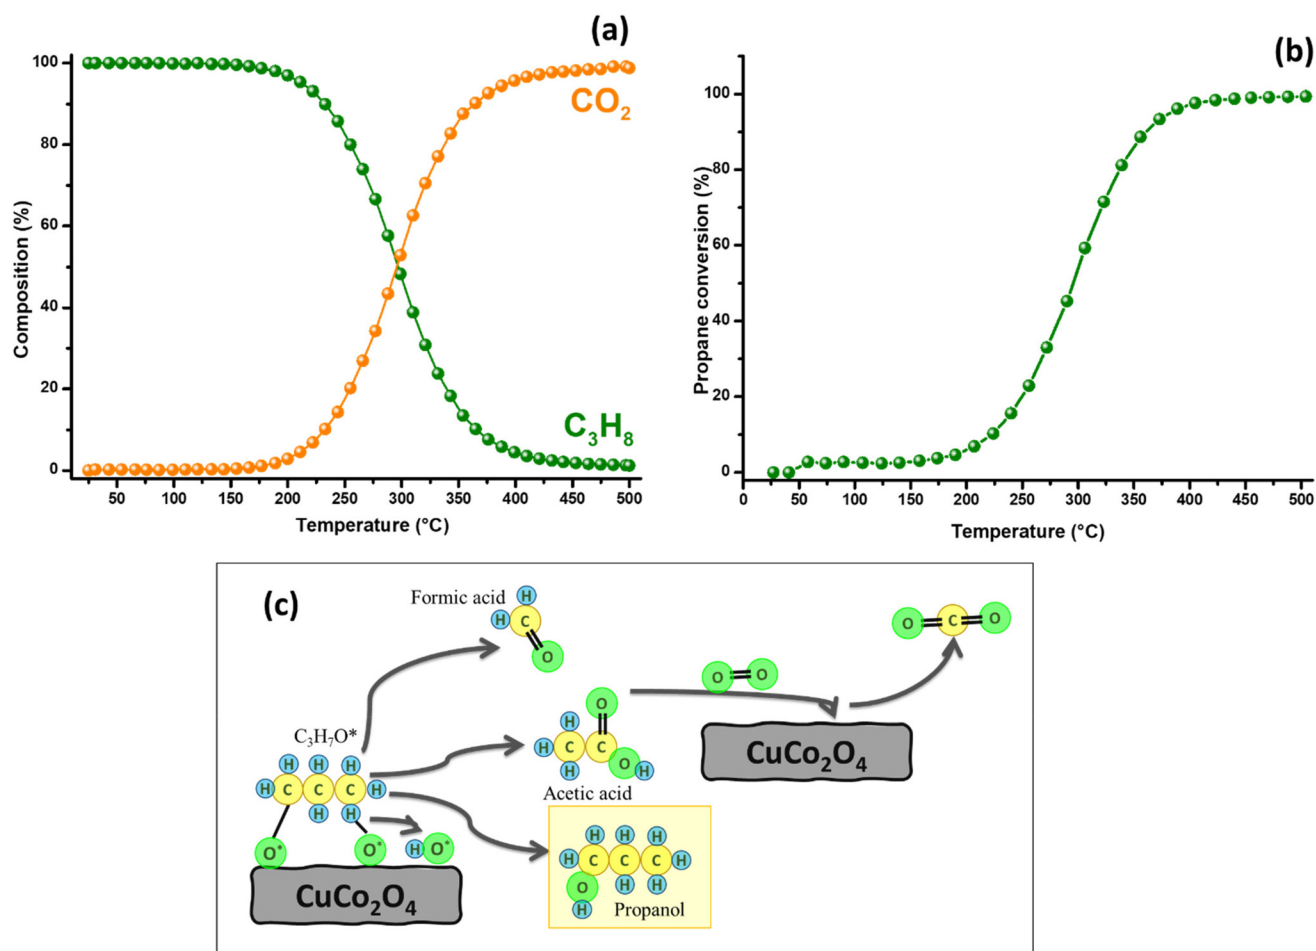 (a)
100
80
60
40
20
0
Composition (%)
CO2
C3H8
50 100 150 200 250 300 350 400 450 500
Temperature (°C)
(b)
100
80
60
40
20
0
Propane conversion (%)
0 50 100 150 200 250 300 350 400 450 500
Temperature (°C)
(c)
Formic acid
H
H C
O
O C O
O O
O
H
H C C
H O H
Acetic acid
CuCo2O4
C3H7O*
H H H
H C C C H
H H
O* O* H O*
CuCo2O4
H H H
H C C C H
O H H
H
Propanol